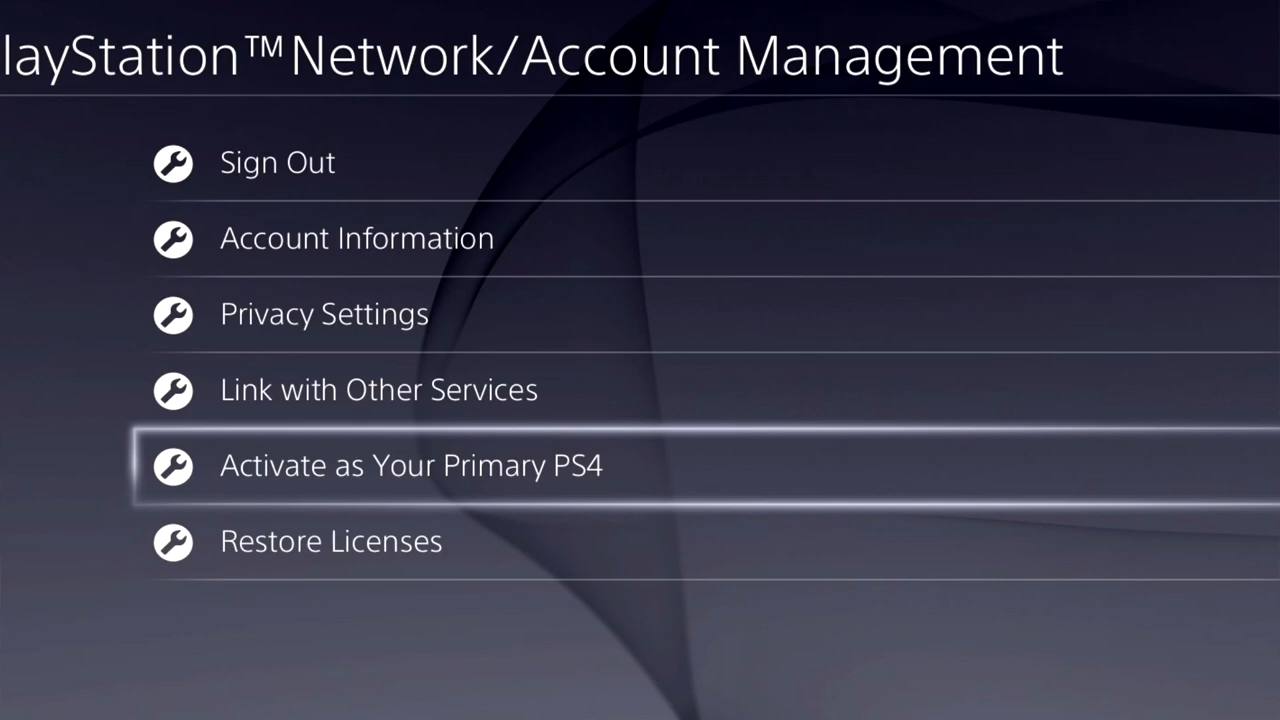 layStation™Network/Account Management
Sign Out
Account Information
Privacy Settings
Link with Other Services
Activate as Your Primary PS4
Restore Licenses